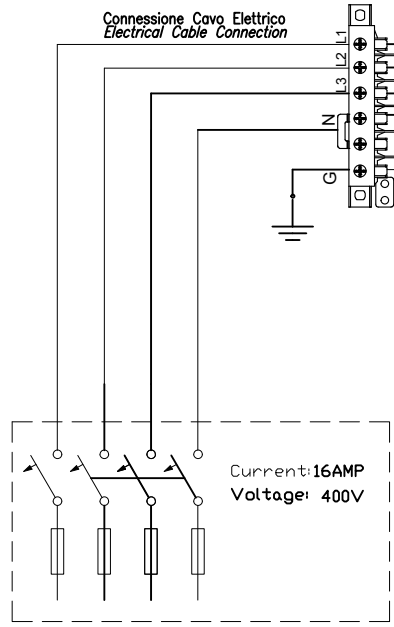 Connessione Cavo Elettrico
Electrical Cable Connection
L1
L2
L3
N
G
Current:16AMP
Voltage: 400V